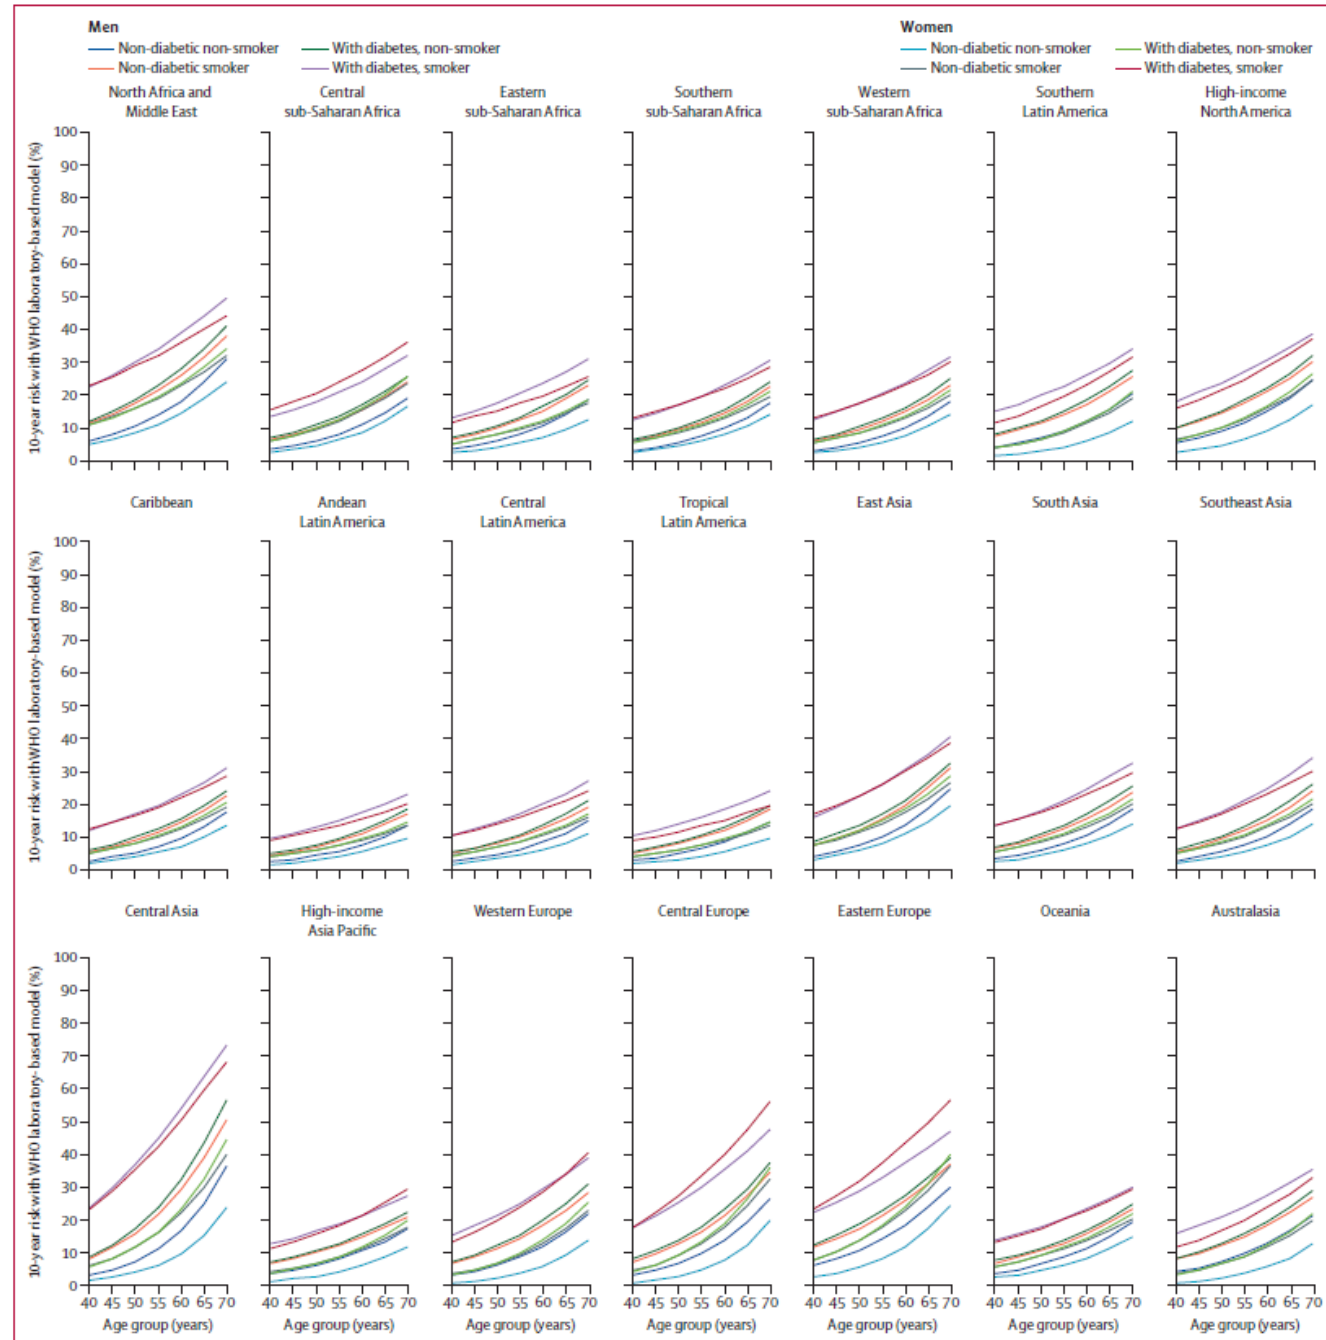 Men
Non-diabetic non-smoker
With diabetes, non-smoker
Non-diabetic smoker
With diabetes, smoker
Women
Non-diabetic non-smoker
With diabetes, non-smoker
Non-diabetic smoker
With diabetes, smoker
North Africa and
Middle East
Central
sub-Saharan Africa
Eastern
sub-Saharan Africa
Southern
sub-Saharan Africa
Western
sub-Saharan Africa
Southern
Latin America
High-income
North America
10-year risk with WHO laboratory-based model (%)
100
90
80
70
60
50
40
30
20
10
0
Caribbean
Andean
Latin America
Central
Latin America
Tropical
Latin America
East Asia
South Asia
Southeast Asia
10-year risk with WHO laboratory-based model (%)
100
90
80
70
60
50
40
30
20
10
0
Central Asia
High-income
Asia Pacific
Western Europe
Central Europe
Eastern Europe
Oceania
Australasia
10-year risk with WHO laboratory-based model (%)
100
90
80
70
60
50
40
30
20
10
0
40 45 50 55 60 65 70
40 45 50 55 60 65 70
40 45 50 55 60 65 70
40 45 50 55 60 65 70
40 45 50 55 60 65 70
40 45 50 55 60 65 70
40 45 50 55 60 65 70
Age group (years)
Age group (years)
Age group (years)
Age group (years)
Age group (years)
Age group (years)
Age group (years)